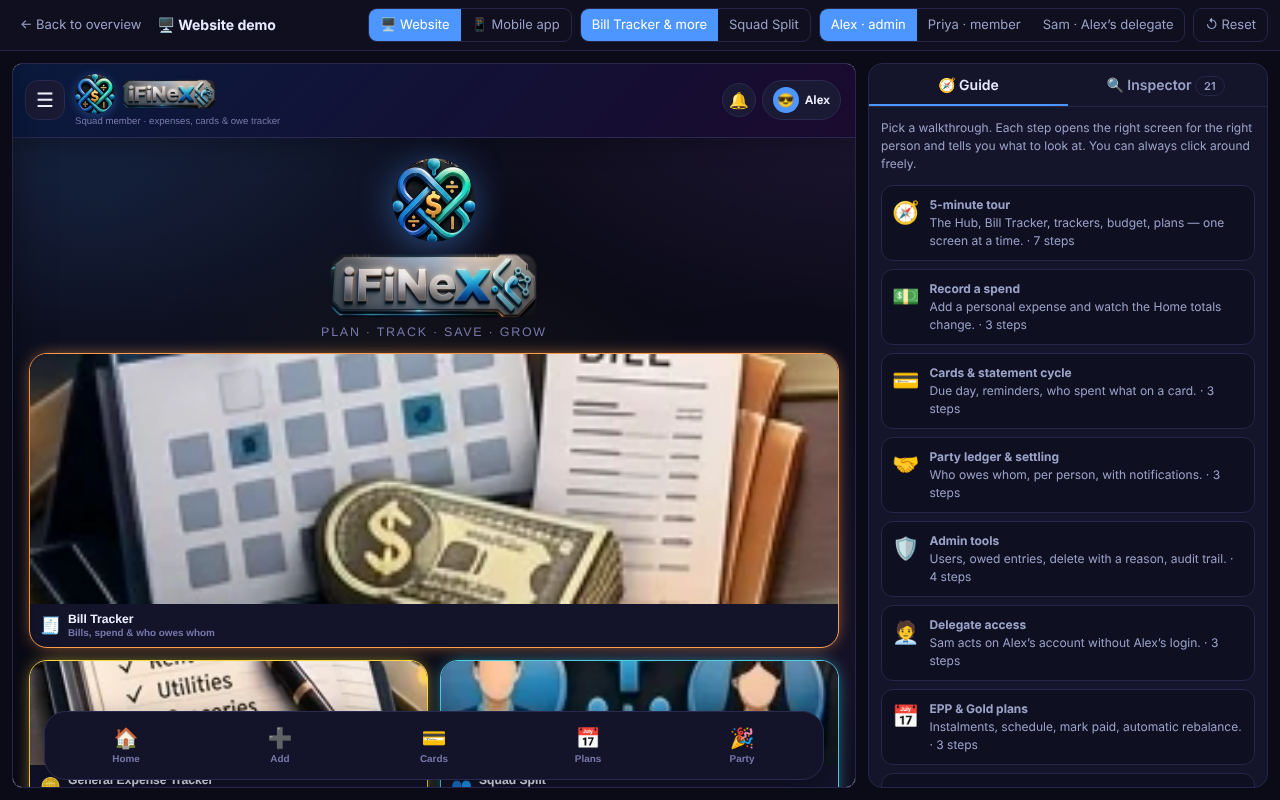 ← Back to overview
🖥️ Website demo
🖥️ Website
📱 Mobile app
Bill Tracker & more
Squad Split
Alex · admin
Priya · member
Sam · Alex’s delegate
↺ Reset
☰
iFiNeX
Squad member · expenses, cards & owe tracker
🔔
😎 Alex
iFiNeX
PLAN · TRACK · SAVE · GROW
🧾 Bill Tracker
Bills, spend & who owes whom
✓ Utilities
General Expense Tracker
Squad Split
🏠 Home
➕ Add
💳 Cards
📅 Plans
🎉 Party
🧭 Guide
🔍 Inspector 21
Pick a walkthrough. Each step opens the right screen for the right
person and tells you what to look at. You can always click around
freely.
5-minute tour
The Hub, Bill Tracker, trackers, budget, plans — one
screen at a time. · 7 steps
Record a spend
Add a personal expense and watch the Home totals
change. · 3 steps
Cards & statement cycle
Due day, reminders, who spent what on a card. · 3
steps
Party ledger & settling
Who owes whom, per person, with notifications. · 3
steps
Admin tools
Users, owed entries, delete with a reason, audit trail. ·
4 steps
Delegate access
Sam acts on Alex’s account without Alex’s login. · 3
steps
EPP & Gold plans
Instalments, schedule, mark paid, automatic rebalance.
· 3 steps